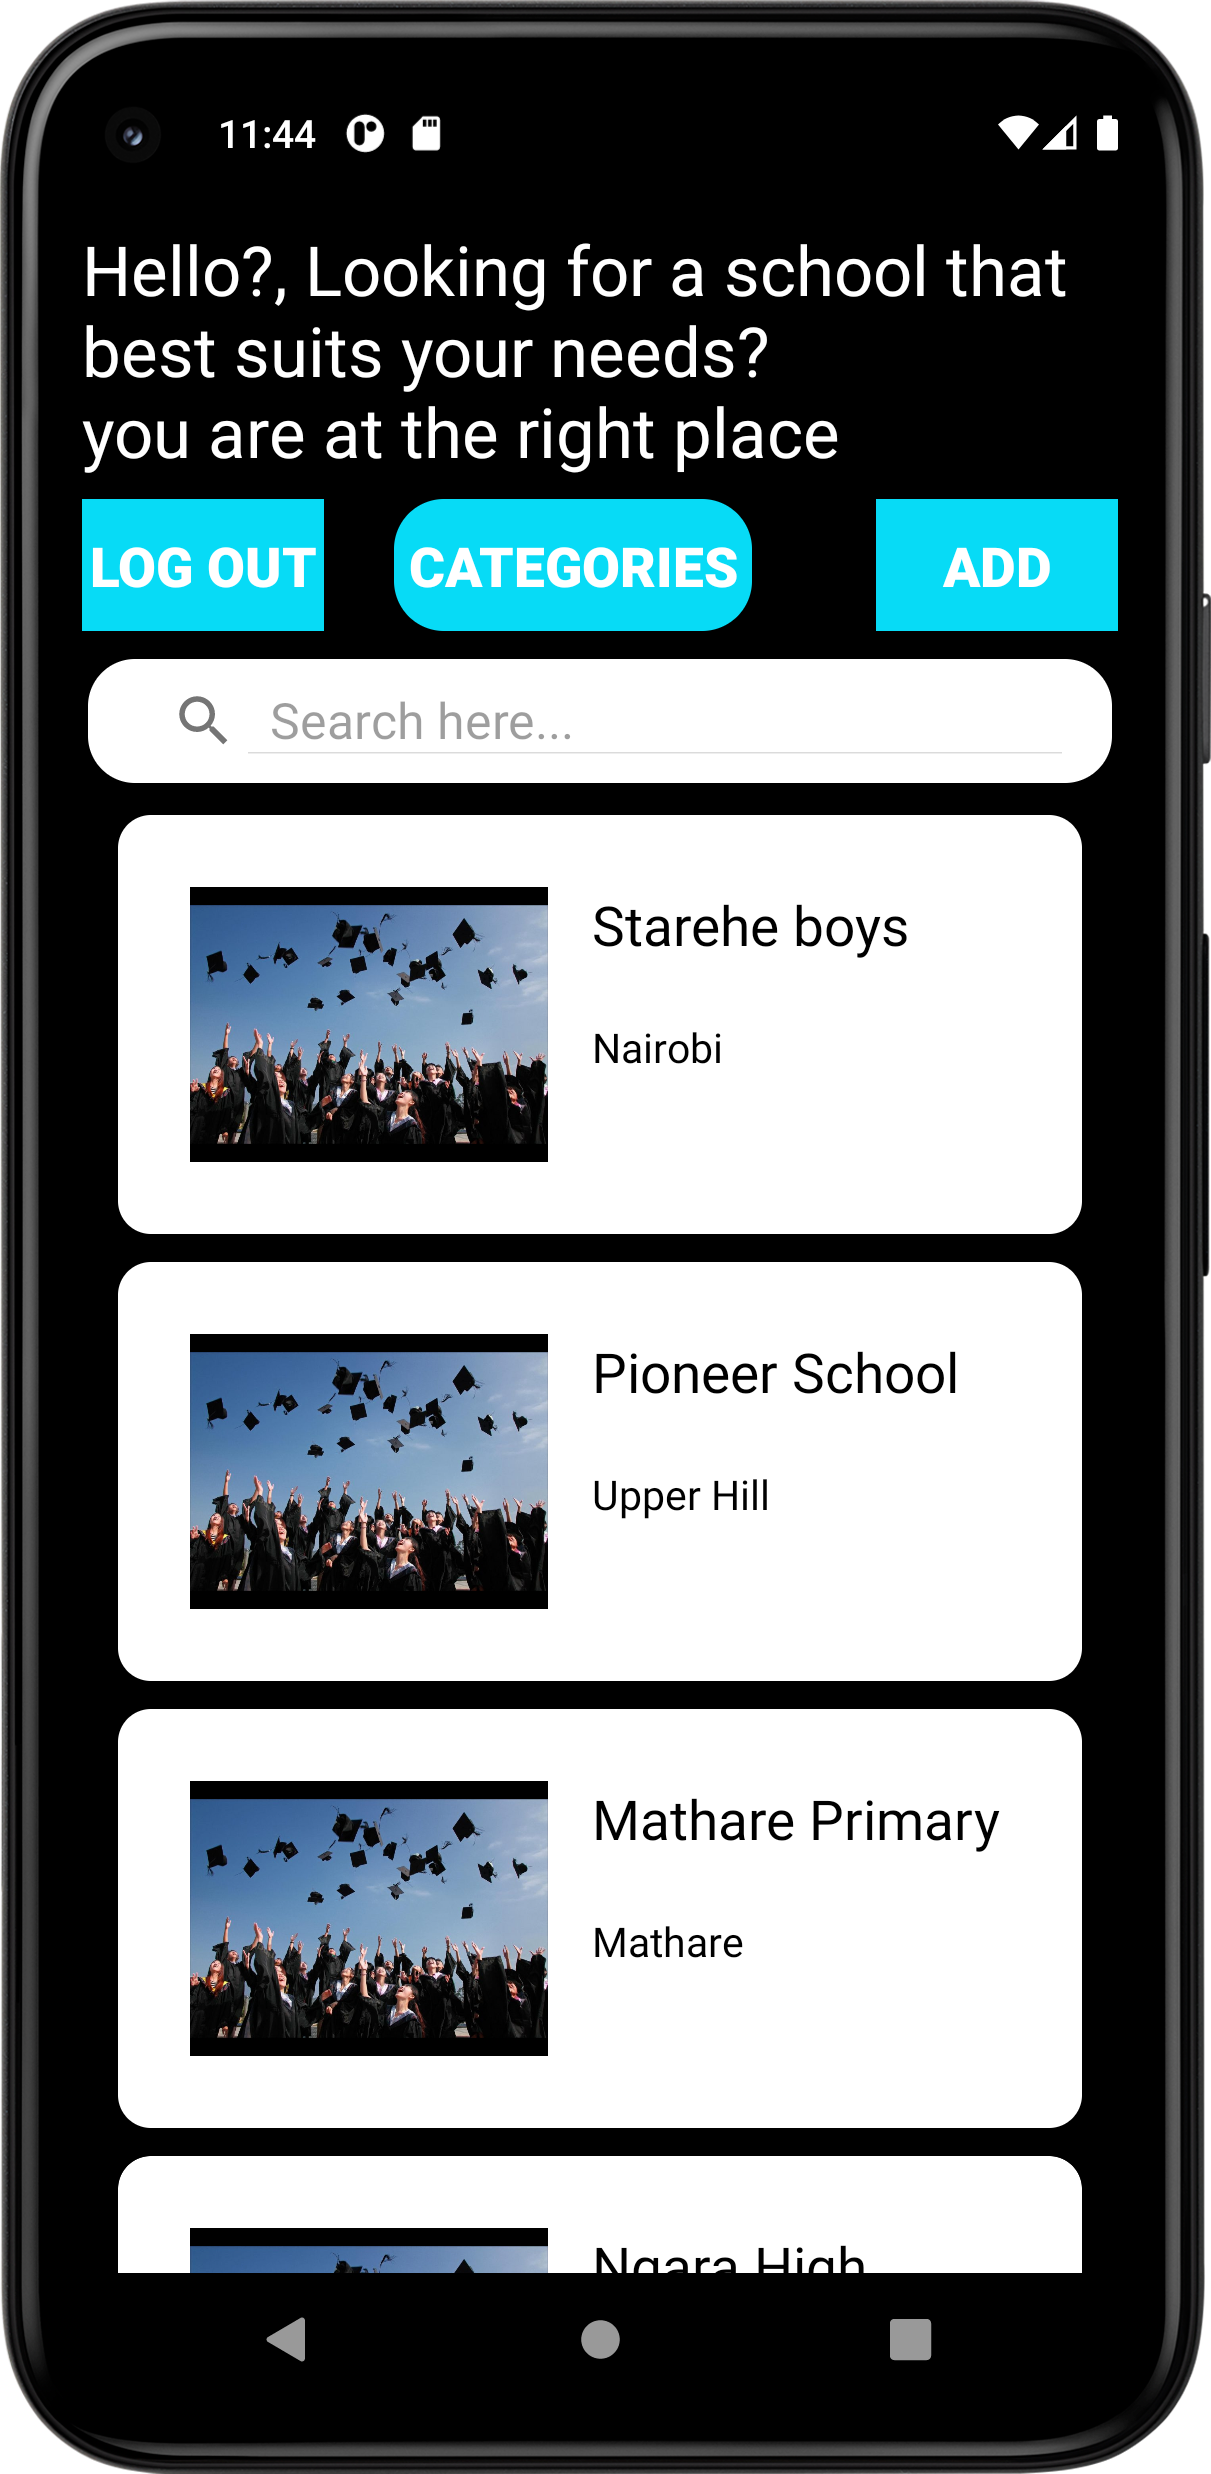 11:44
Hello?, Looking for a school that
best suits your needs?
you are at the right place
LOG OUT
CATEGORIES
ADD
Search here...
Starehe boys
Nairobi
Pioneer School
Upper Hill
Mathare Primary
Mathare
Ngara High